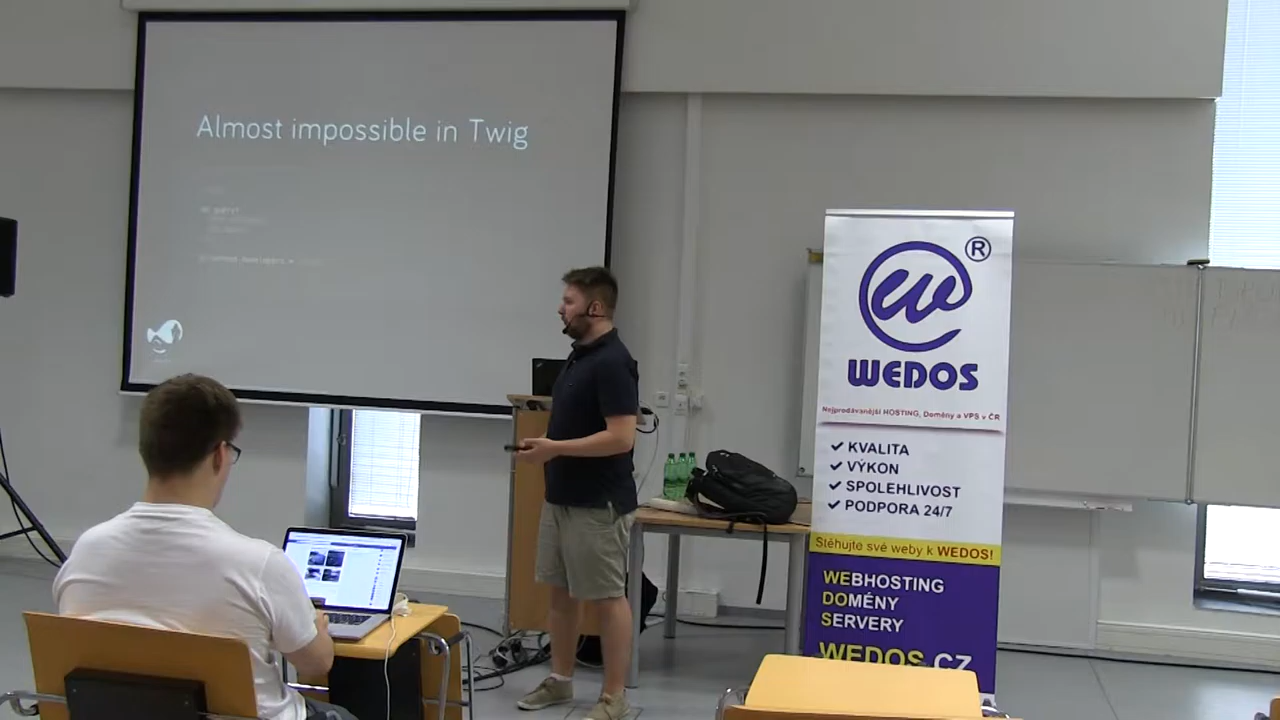 Almost impossible in Twig
®
WEDOS
Nejprodávanější HOSTING, Domény a VPS v ČR
KVALITA
VÝKON
SPOLEHLIVOST
PODPORA 24/7
Stěhujte své weby k WEDOS!
WEBHOSTING
DOMÉNY
SERVERY
WEDOS.CZ